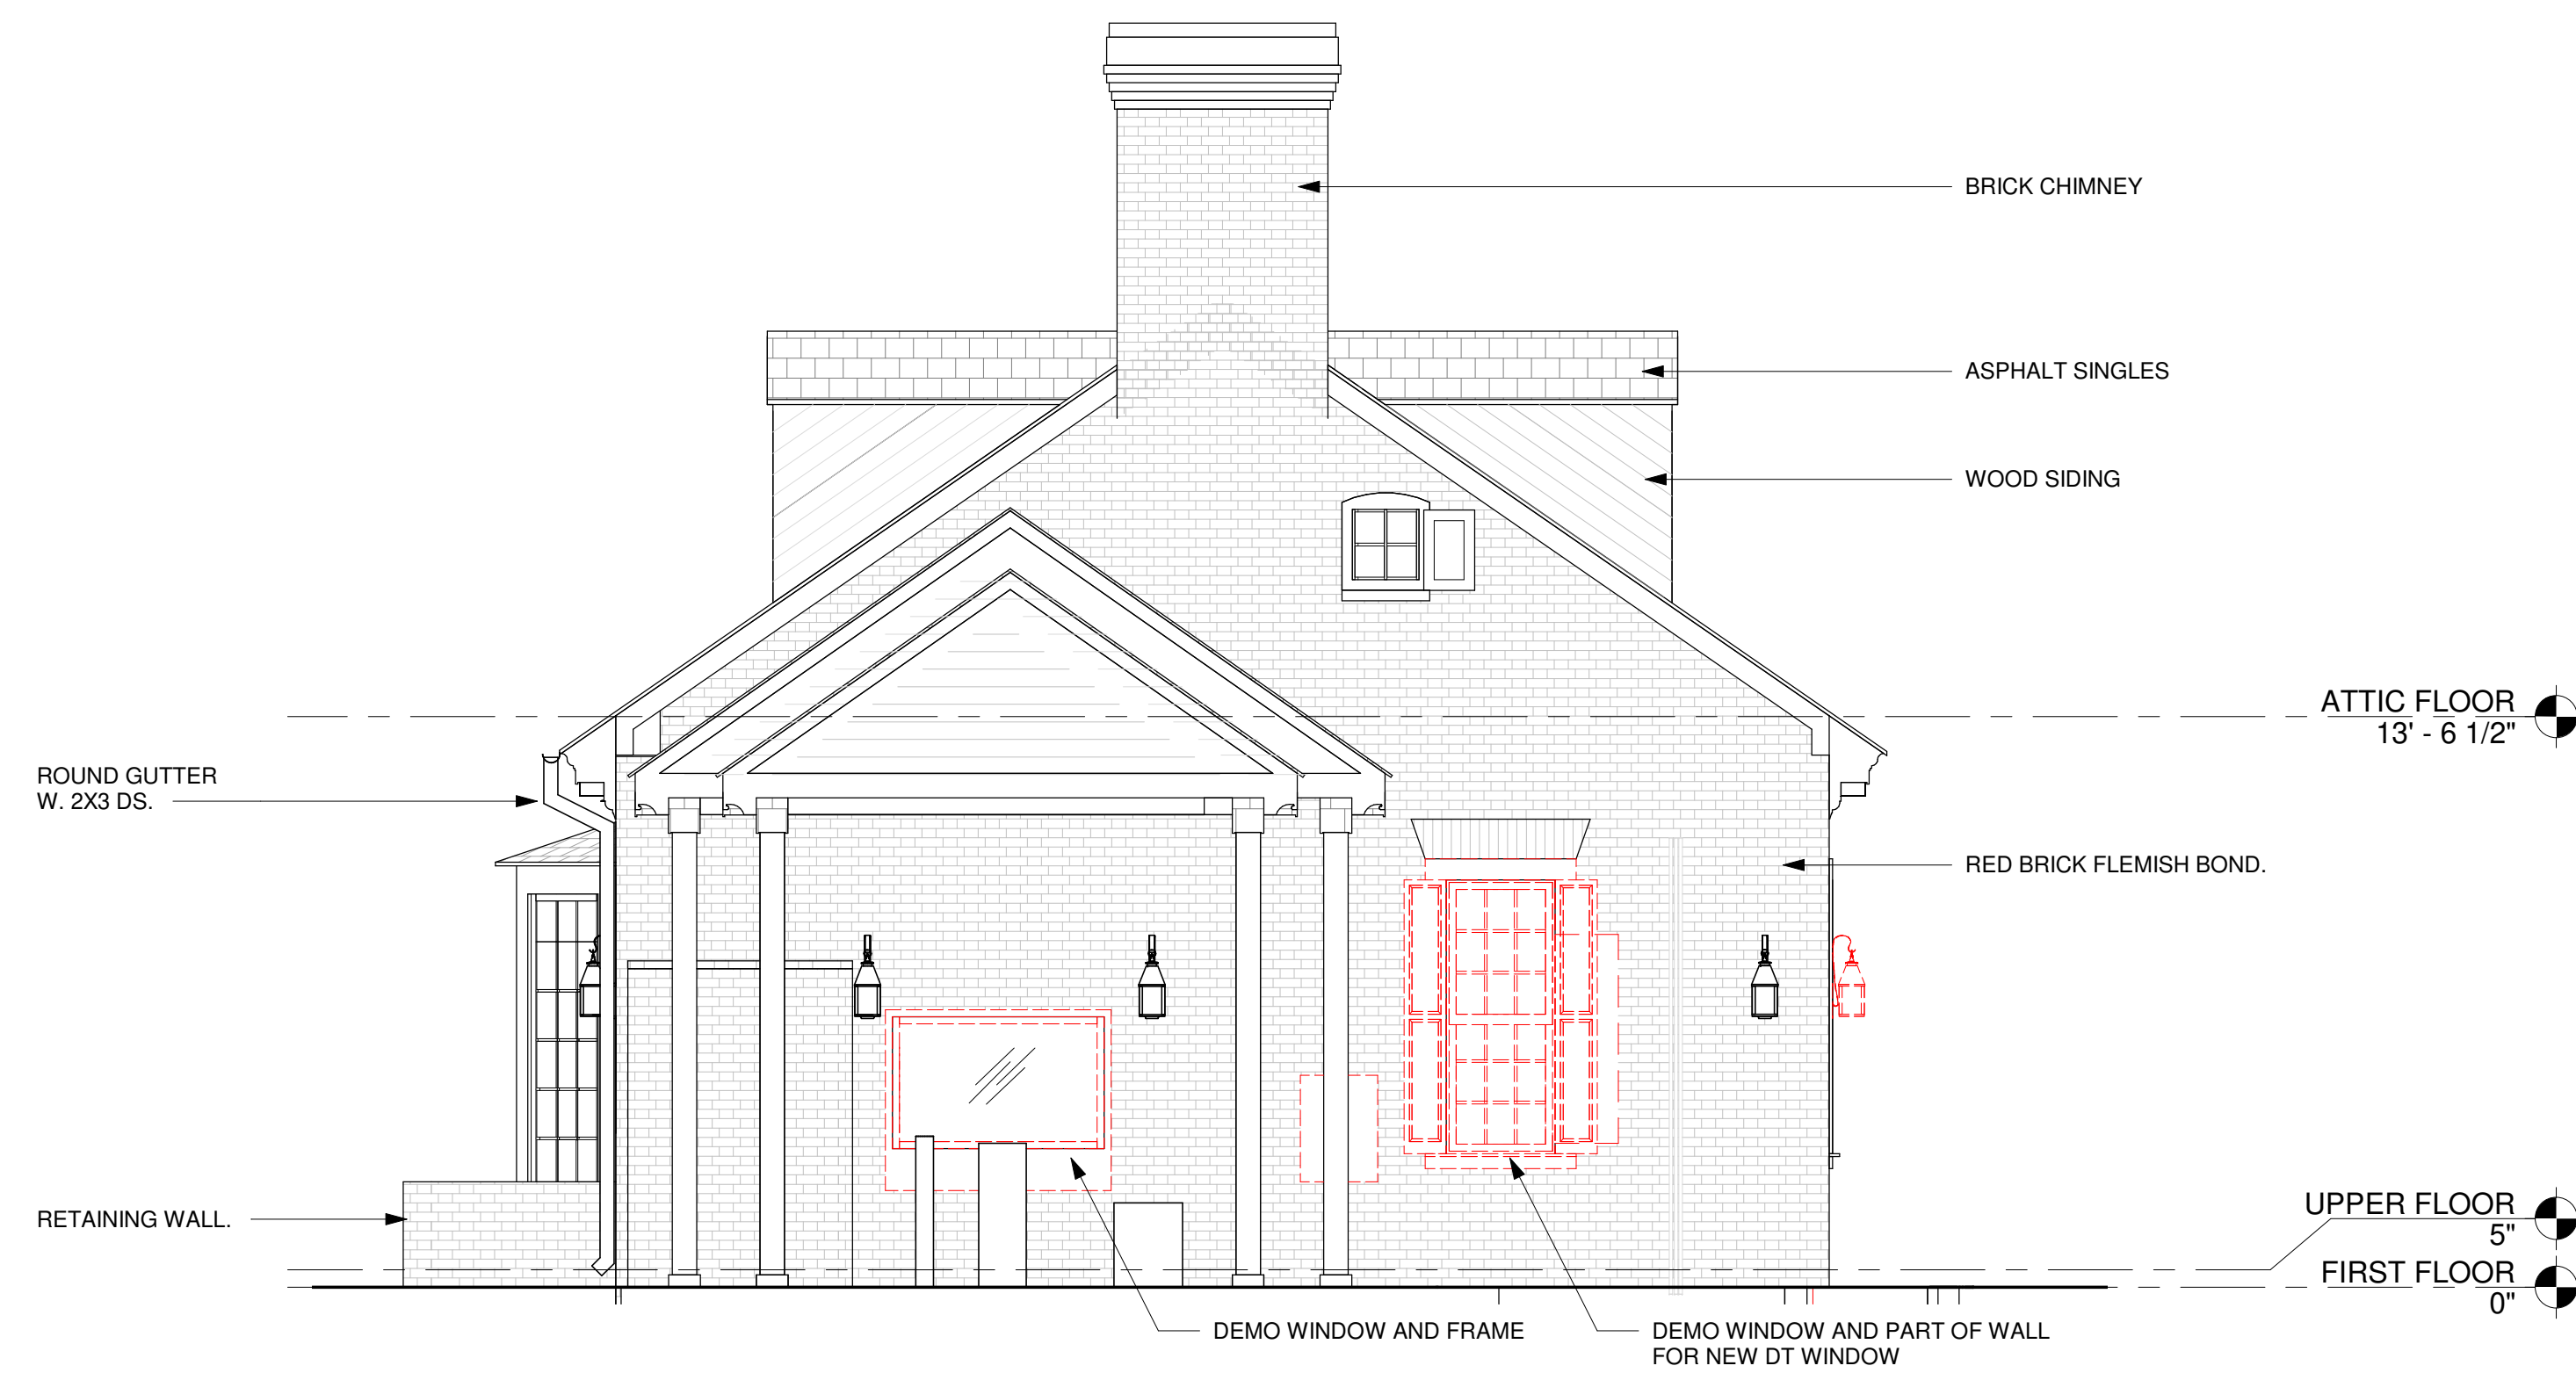 BRICK CHIMNEY
ASPHALT SINGLES
WOOD SIDING
ATTIC FLOOR
13' - 6 1/2"
ROUND GUTTER
W. 2X3 DS.
RED BRICK FLEMISH BOND.
RETAINING WALL.
UPPER FLOOR
5"
FIRST FLOOR
0"
DEMO WINDOW AND FRAME
DEMO WINDOW AND PART OF WALL
FOR NEW DT WINDOW